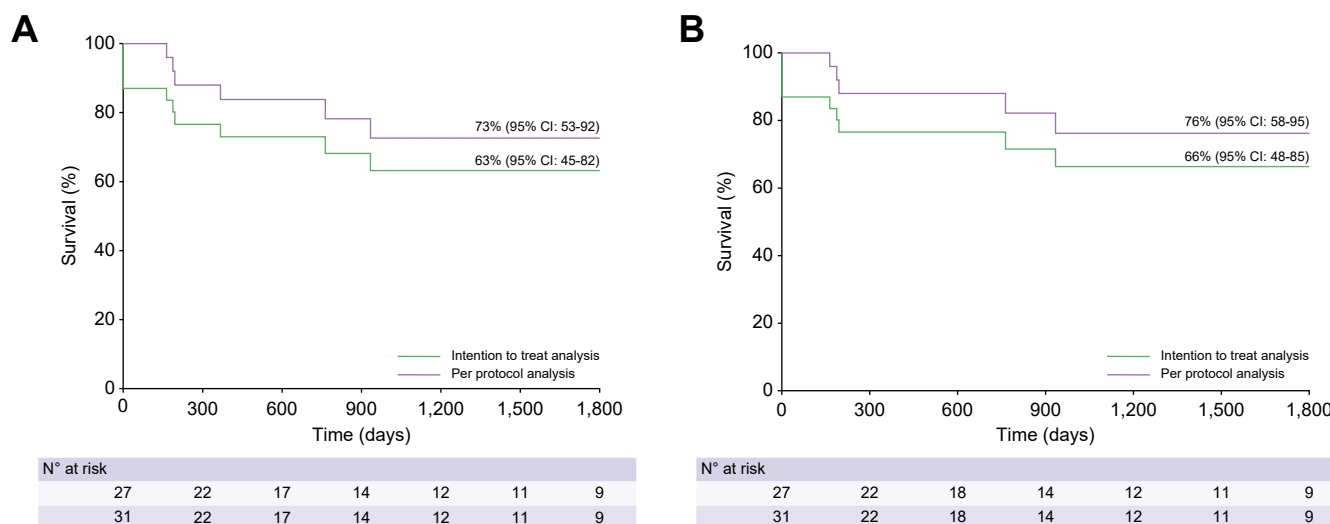 A
100
80
60
40
20
0
Survival (%)
73% (95% CI: 53-92)
63% (95% CI: 45-82)
Intention to treat analysis
Per protocol analysis
0 300 600 900 1,200 1,500 1,800
Time (days)
N° at risk
27 22 17 14 12 11 9
31 22 17 14 12 11 9
B
100
80
60
40
20
0
Survival (%)
76% (95% CI: 58-95)
66% (95% CI: 48-85)
Intention to treat analysis
Per protocol analysis
0 300 600 900 1,200 1,500 1,800
Time (days)
N° at risk
27 22 18 14 12 11 9
31 22 18 14 12 11 9